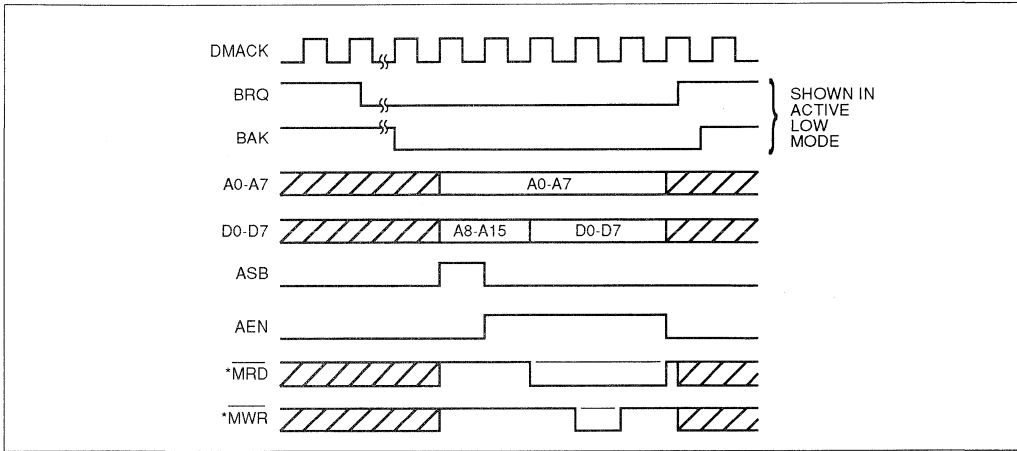 DMACK
BRQ
BAK
SHOWN IN
ACTIVE
LOW
MODE
A0-A7
A0-A7
D0-D7
A8-A15
D0-D7
ASB
AEN
*MRD
*MWR